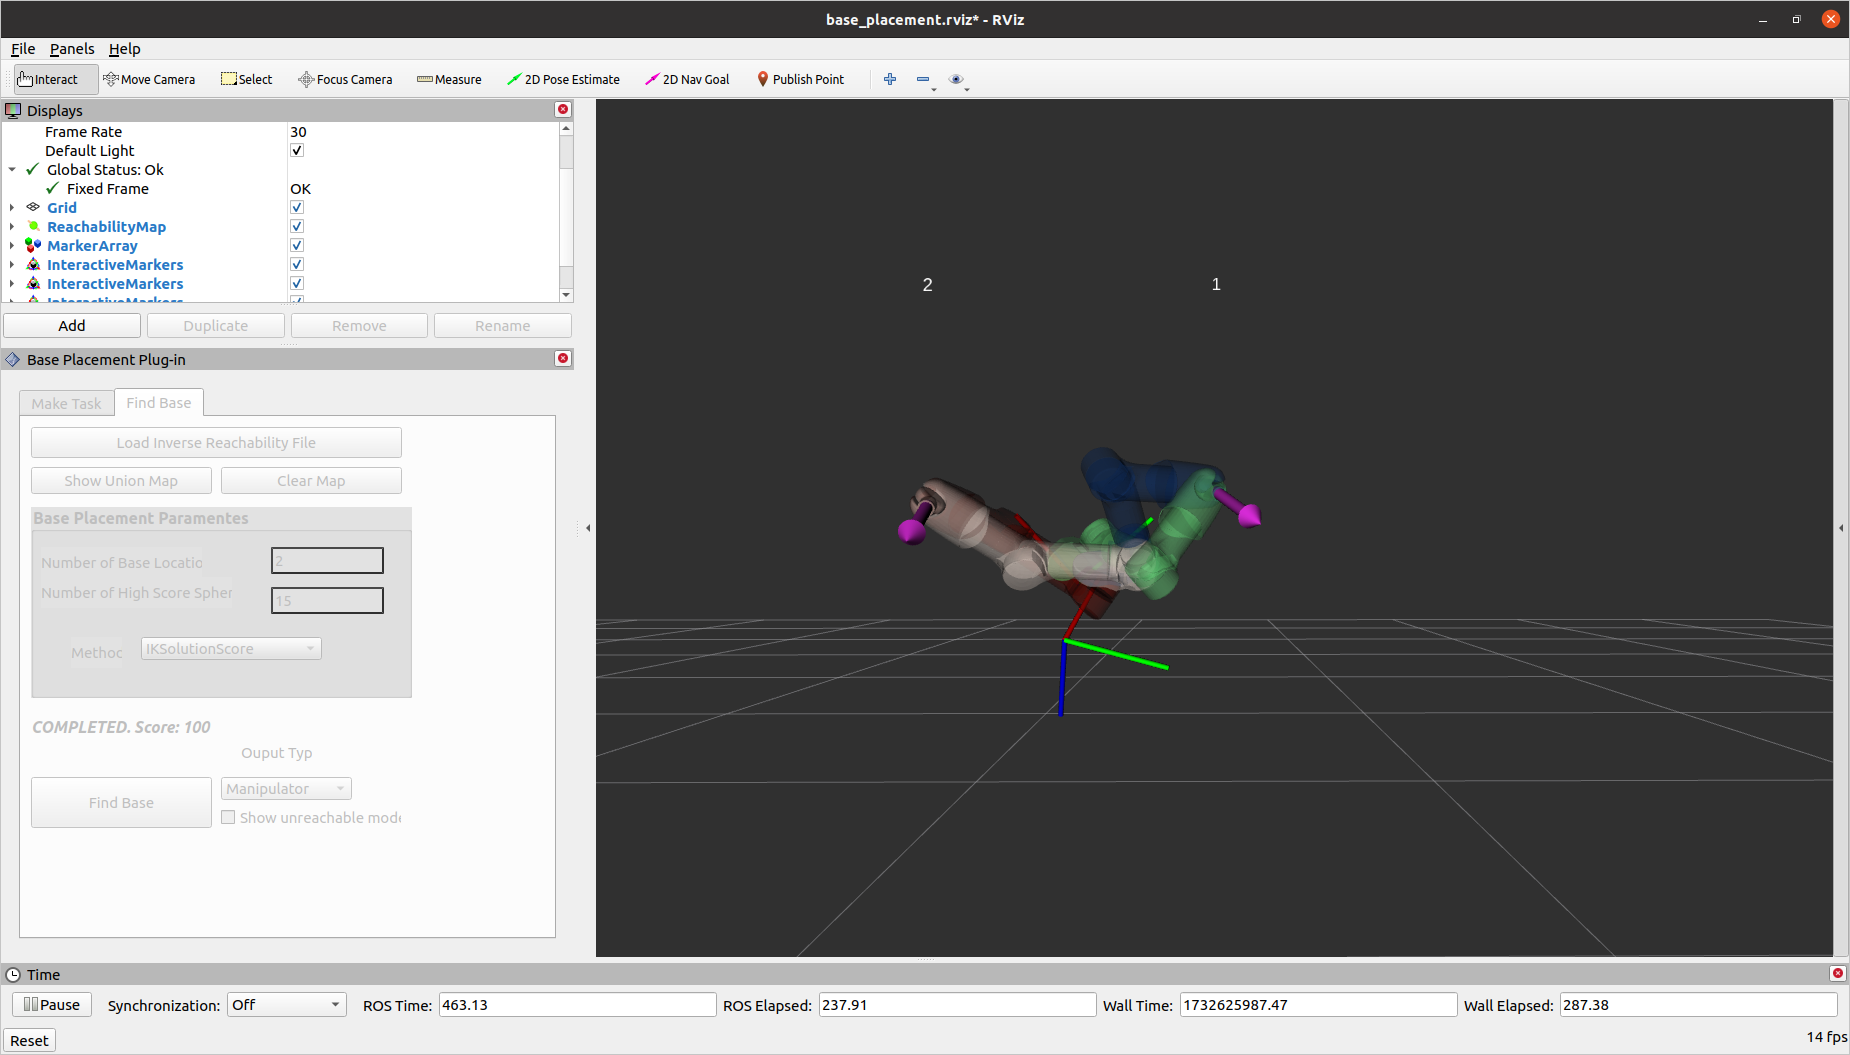 base_placement.rviz* - RViz
File Panels Help
Interact Move Camera Select Focus Camera Measure 2D Pose Estimate 2D Nav Goal Publish Point
Displays
Frame Rate 30
Default Light
Global Status: Ok
Fixed Frame OK
Grid
ReachabilityMap
MarkerArray
InteractiveMarkers
InteractiveMarkers
InteractiveMarkers
Add Duplicate Remove Rename
Base Placement Plug-in
Make Task Find Base
Load Inverse Reachability File
Show Union Map Clear Map
Base Placement Paramentes
Number of Base Locatio 2
Number of High Score Spher 15
Methoc IKSolutionScore
COMPLETED. Score: 100
Ouput Typ
Find Base Manipulator
Show unreachable mode
2 1
Time
Pause Synchronization: Off ROS Time: 463.13 ROS Elapsed: 237.91 Wall Time: 1732625987.47 Wall Elapsed: 287.38
Reset 14 fps